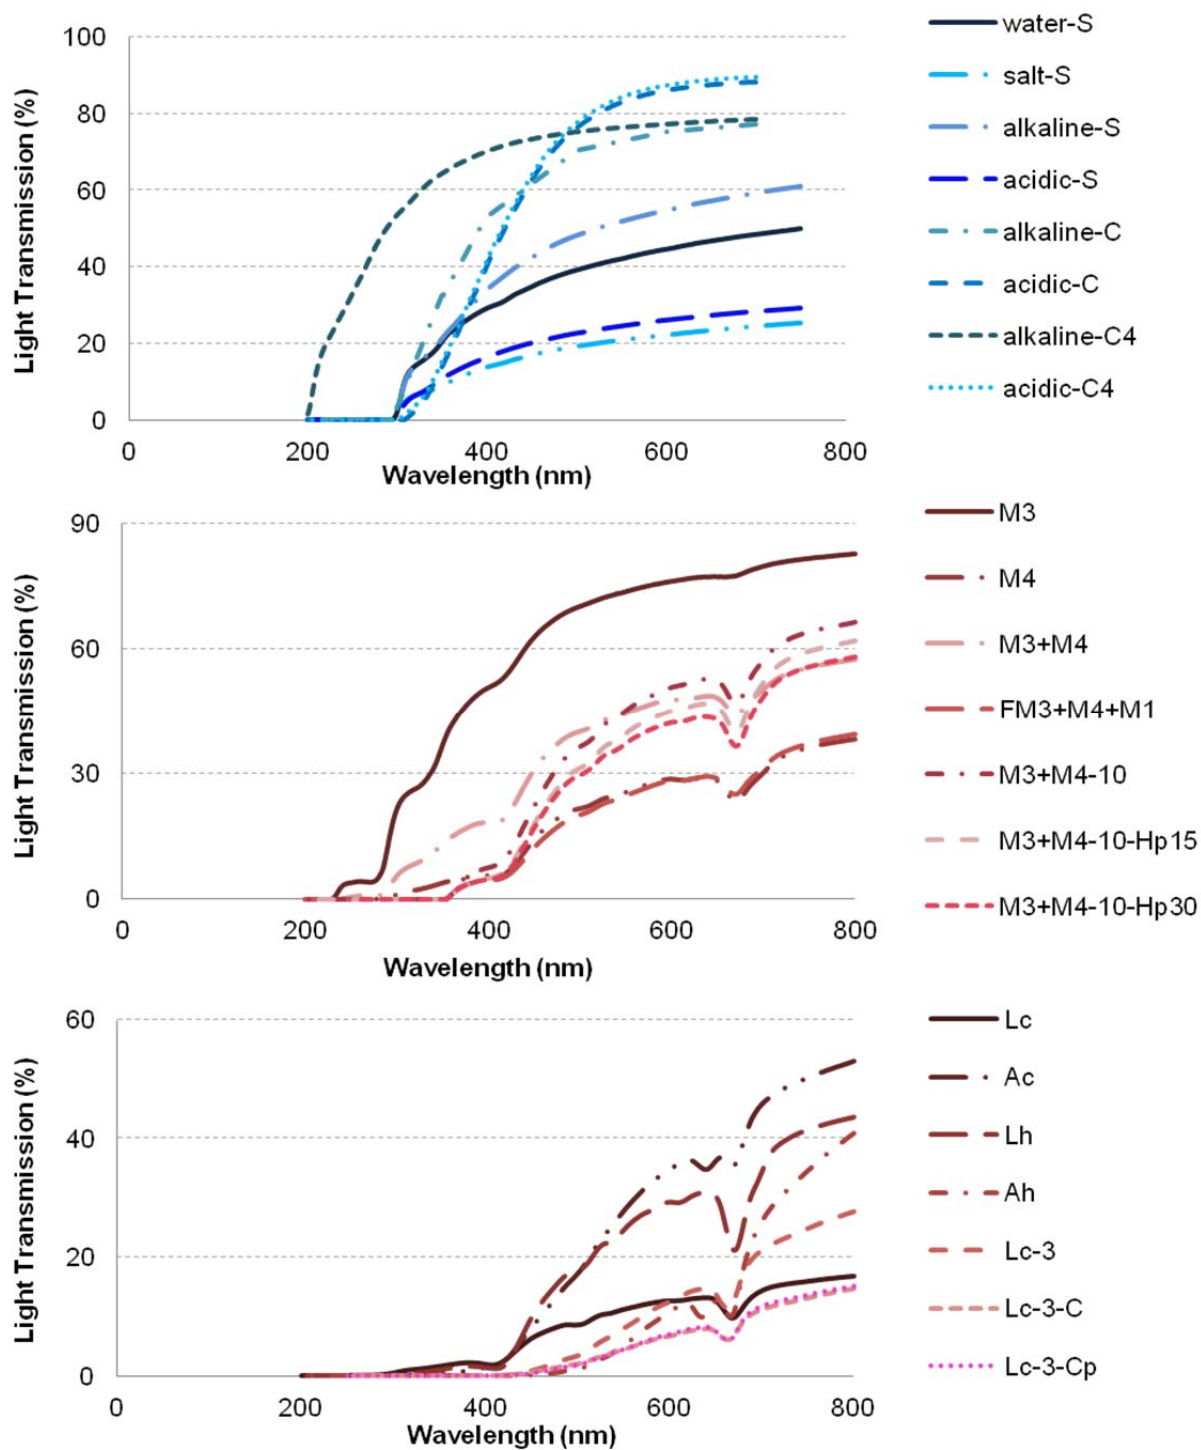 Light Transmission (%)
100
80
60
40
20
0
0 200 400 600 800
Wavelength (nm)
water-S
salt-S
alkaline-S
acidic-S
alkaline-C
acidic-C
alkaline-C4
acidic-C4
Light Transmission (%)
90
60
30
0
0 200 400 600 800
Wavelength (nm)
M3
M4
M3+M4
FM3+M4+M1
M3+M4-10
M3+M4-10-Hp15
M3+M4-10-Hp30
Light Transmission (%)
60
40
20
0
0 200 400 600 800
Wavelength (nm)
Lc
Ac
Lh
Ah
Lc-3
Lc-3-C
Lc-3-Cp